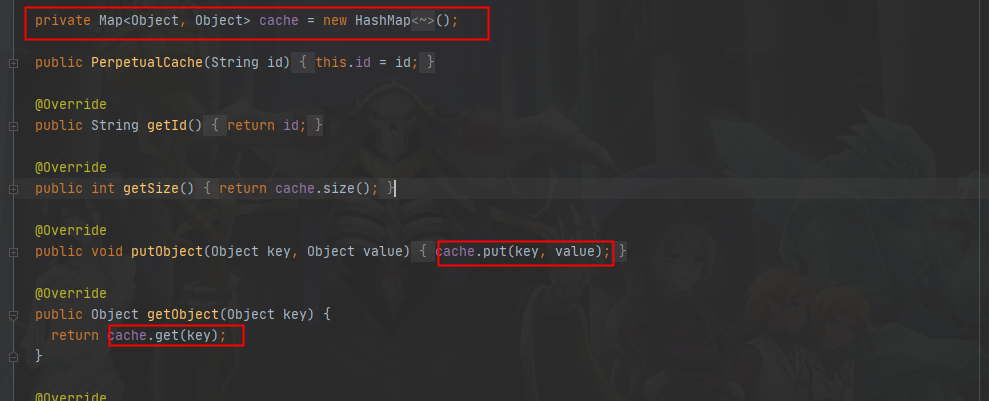 private Map<Object, Object> cache = new HashMap<~>();
public PerpetualCache(String id) { this.id = id; }
@Override
public String getId() { return id; }
@Override
public int getSize() { return cache.size(); }
@Override
public void putObject(Object key, Object value) { cache.put(key, value); }
@Override
public Object getObject(Object key) {
return cache.get(key);
}
@Override